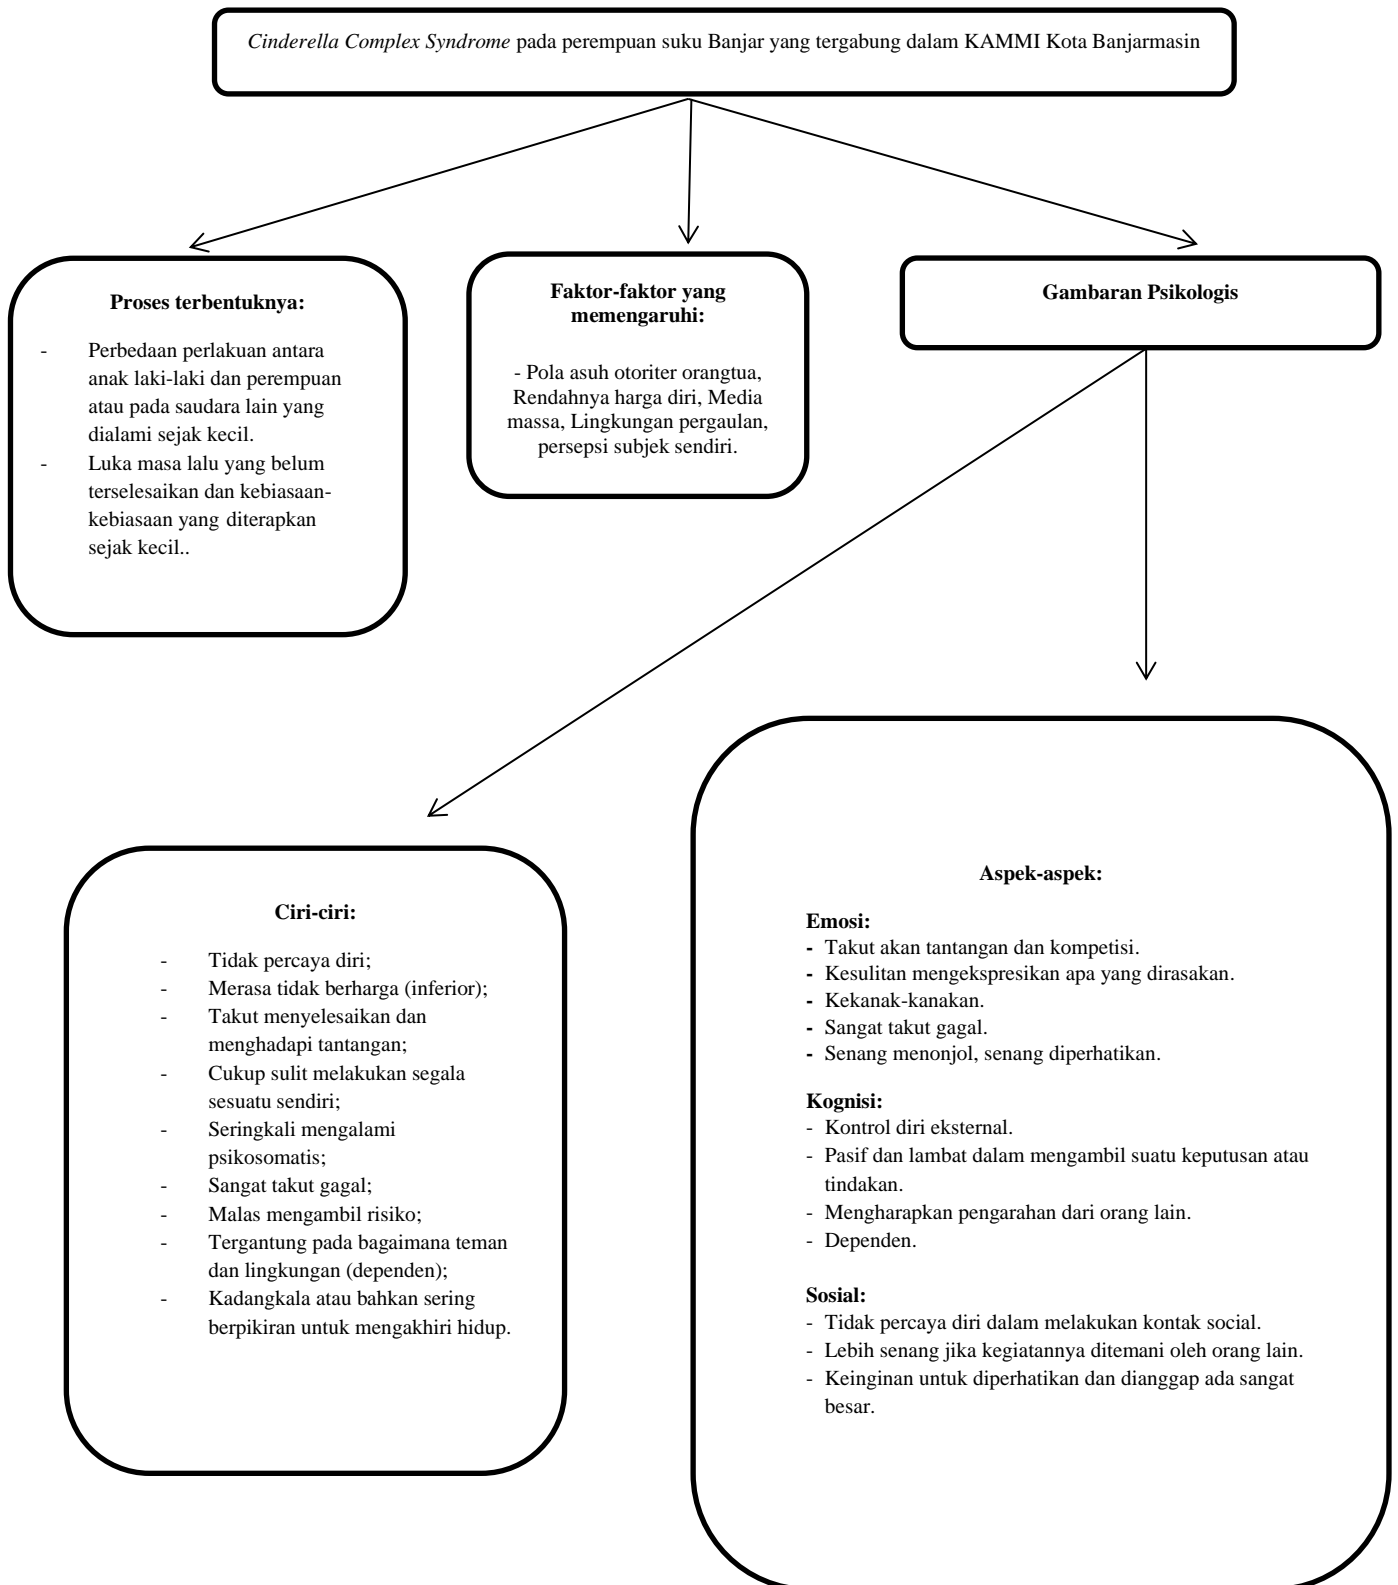 Cinderella Complex Syndrome pada perempuan suku Banjar yang tergabung dalam KAMMI Kota Banjarmasin
Proses terbentuknya:
- Perbedaan perlakuan antara
anak laki-laki dan perempuan
atau pada saudara lain yang
dialami sejak kecil.
- Luka masa lalu yang belum
terselesaikan dan kebiasaan-
kebiasaan yang diterapkan
sejak kecil..
Faktor-faktor yang
memengaruhi:
- Pola asuh otoriter orangtua,
Rendahnya harga diri, Media
massa, Lingkungan pergaulan,
persepsi subjek sendiri.
Gambaran Psikologis
Ciri-ciri:
- Tidak percaya diri;
- Merasa tidak berharga (inferior);
- Takut menyelesaikan dan
menghadapi tantangan;
- Cukup sulit melakukan segala
sesuatu sendiri;
- Seringkali mengalami
psikosomatis;
- Sangat takut gagal;
- Malas mengambil risiko;
- Tergantung pada bagaimana teman
dan lingkungan (dependen);
- Kadangkala atau bahkan sering
berpikiran untuk mengakhiri hidup.
Aspek-aspek:
Emosi:
- Takut akan tantangan dan kompetisi.
- Kesulitan mengekspresikan apa yang dirasakan.
- Kekanak-kanakan.
- Sangat takut gagal.
- Senang menonjol, senang diperhatikan.
Kognisi:
- Kontrol diri eksternal.
- Pasif dan lambat dalam mengambil suatu keputusan atau
tindakan.
- Mengharapkan pengarahan dari orang lain.
- Dependen.
Sosial:
- Tidak percaya diri dalam melakukan kontak social.
- Lebih senang jika kegiatannya ditemani oleh orang lain.
- Keinginan untuk diperhatikan dan dianggap ada sangat
besar.